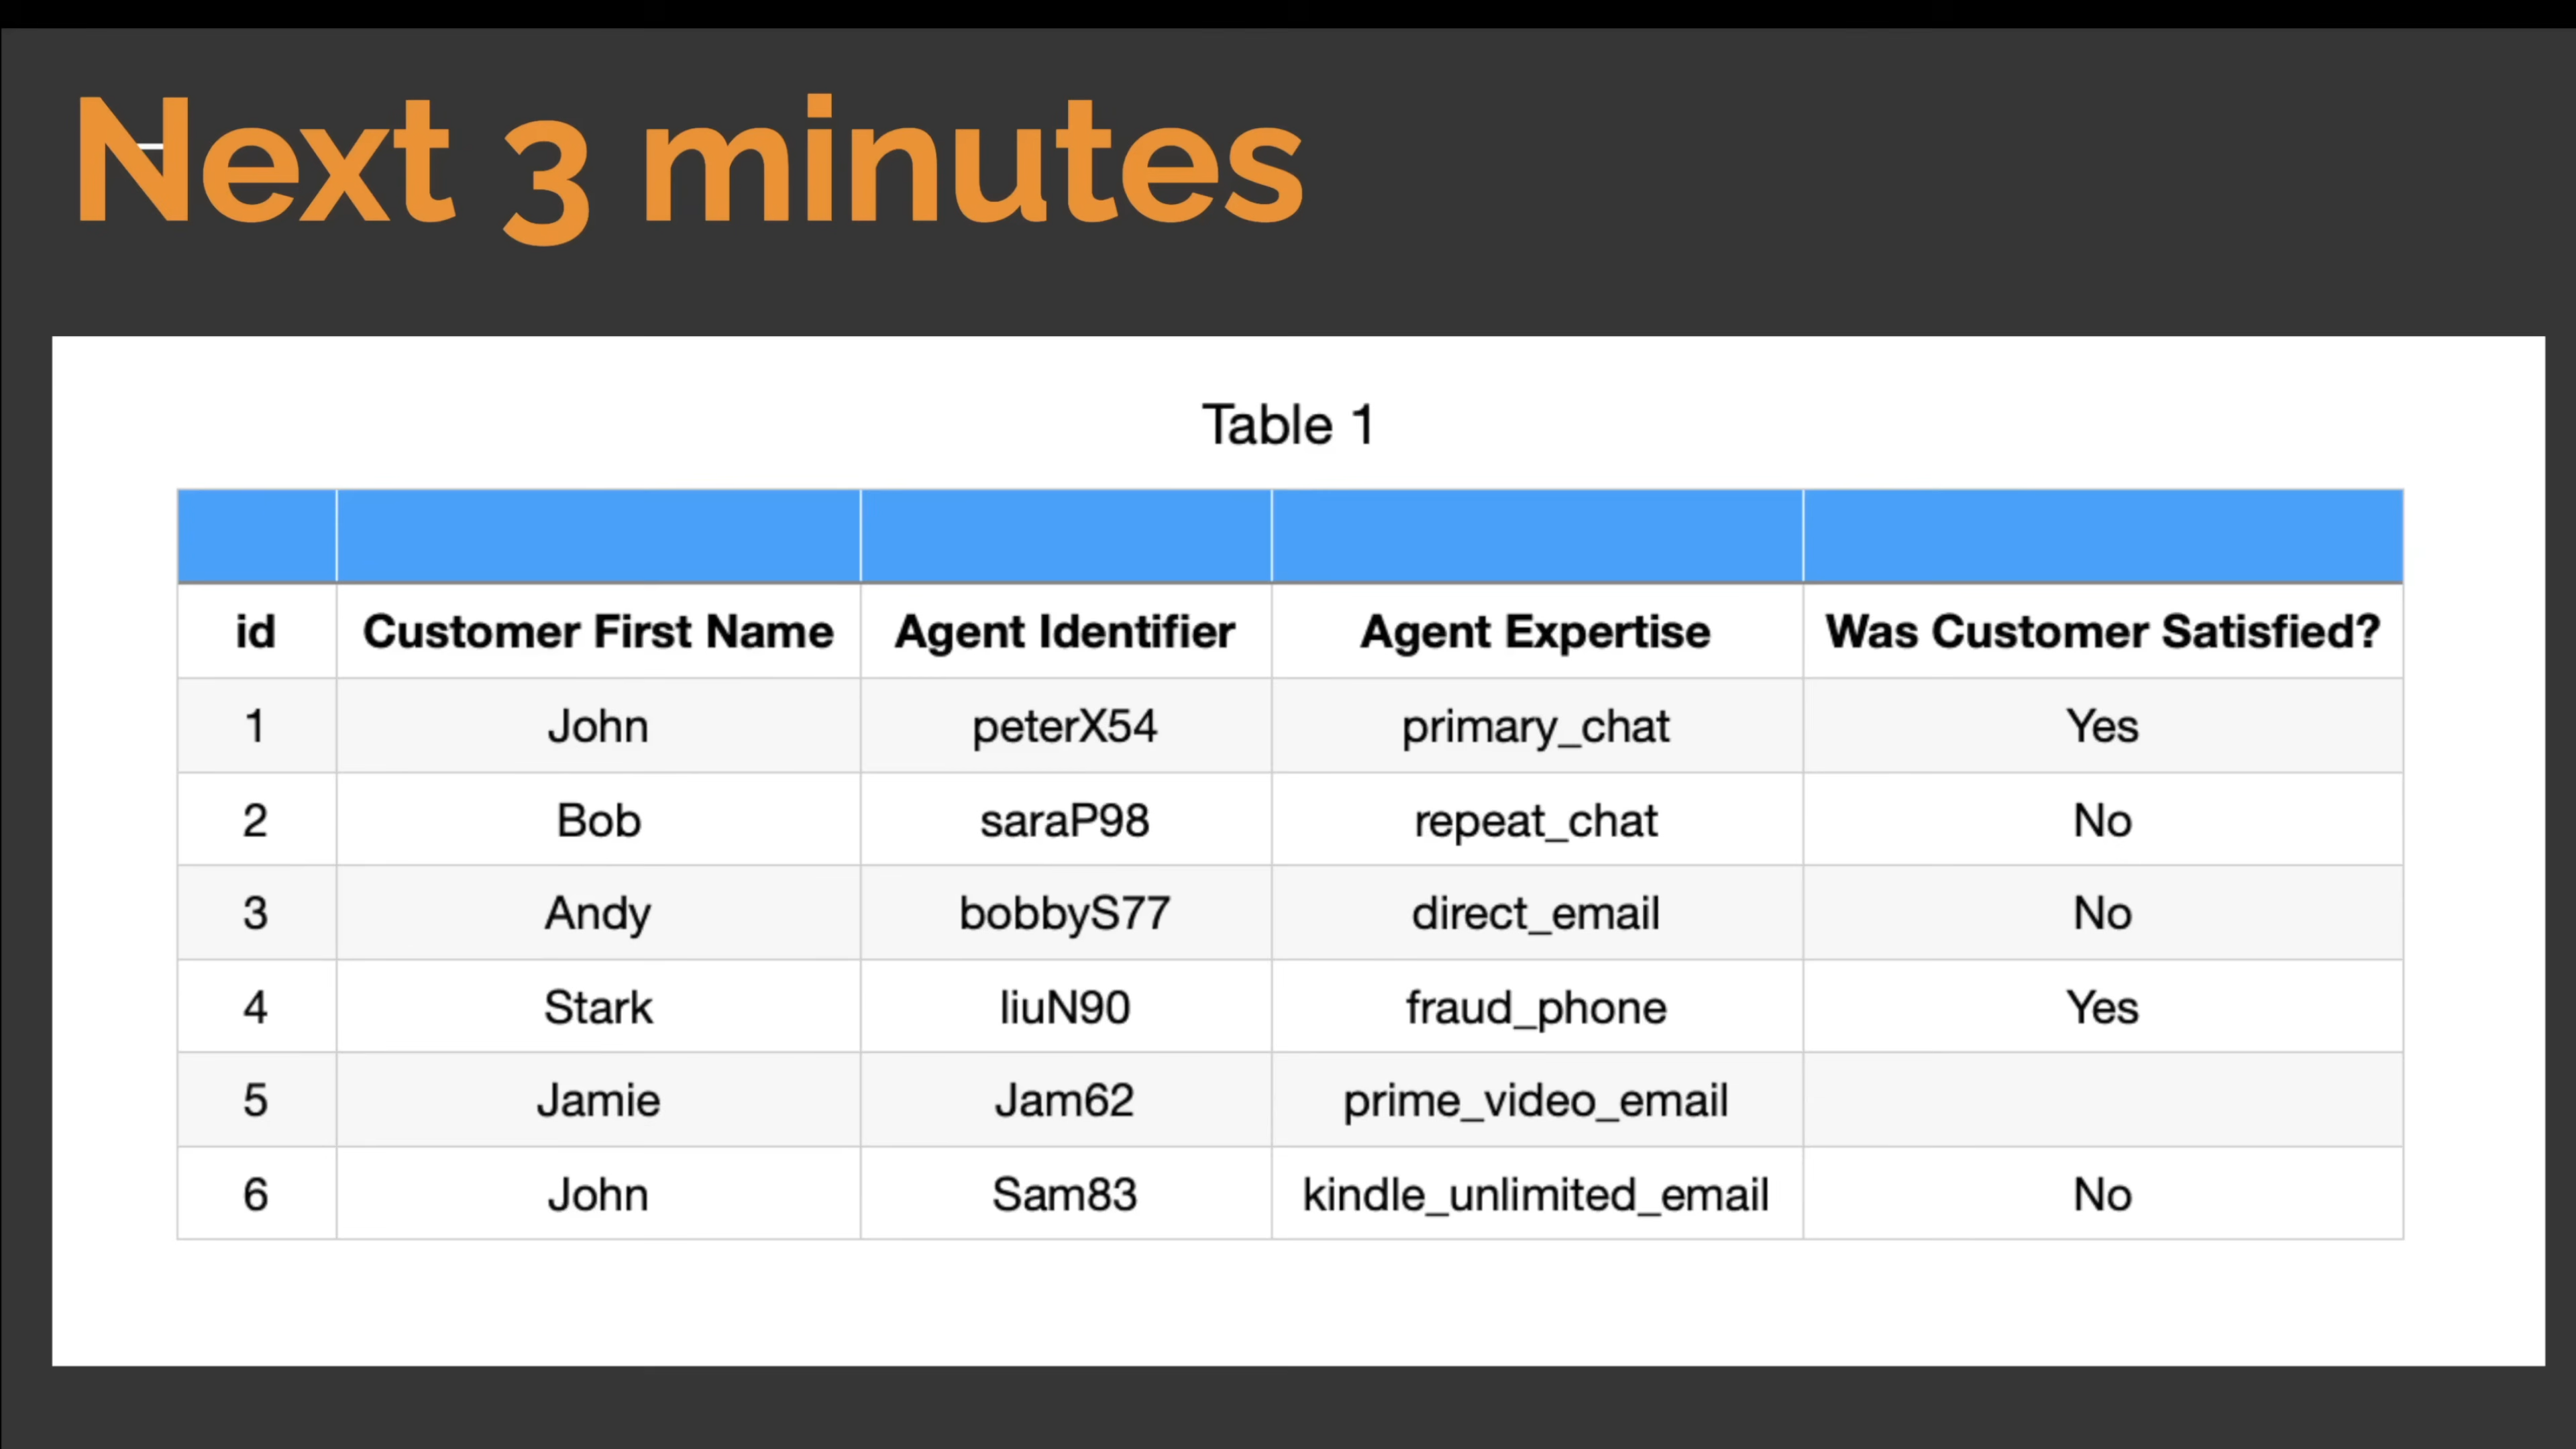 Next 3 minutes
Table 1
id Customer First Name Agent Identifier Agent Expertise Was Customer Satisfied?
1 John peterX54 primary_chat Yes
2 Bob saraP98 repeat_chat No
3 Andy bobbyS77 direct_email No
4 Stark liuN90 fraud_phone Yes
5 Jamie Jam62 prime_video_email
6 John Sam83 kindle_unlimited_email No